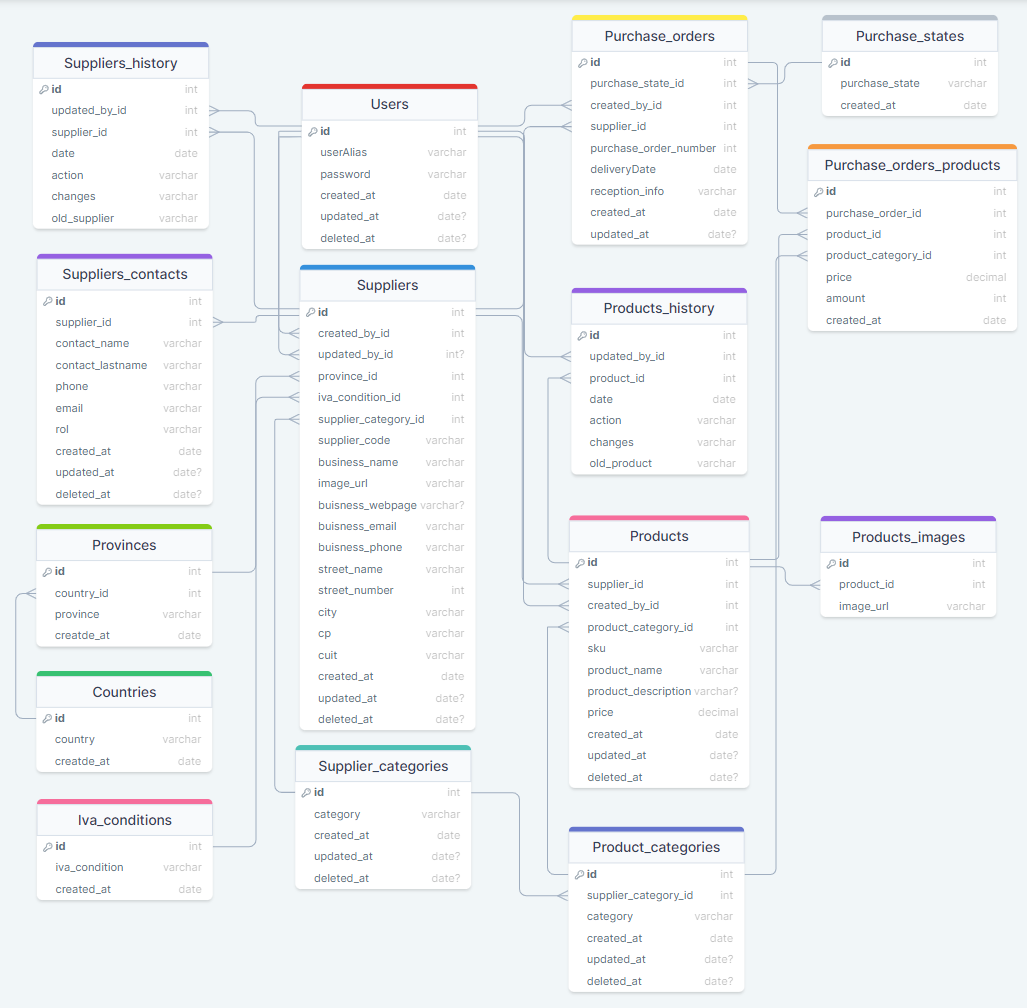 Suppliers_history
id int
updated_by_id int
supplier_id int
date date
action varchar
changes varchar
old_supplier varchar
Suppliers_contacts
id int
supplier_id int
contact_name varchar
contact_lastname varchar
phone varchar
email varchar
rol varchar
created_at date
updated_at date?
deleted_at date?
Provinces
id int
country_id int
province varchar
creatde_at date
Countries
id int
country varchar
creatde_at date
Iva_conditions
id int
iva_condition varchar
created_at date
Users
id int
userAlias varchar
password varchar
created_at date
updated_at date?
deleted_at date?
Suppliers
id int
created_by_id int
updated_by_id int?
province_id int
iva_condition_id int
supplier_category_id int
supplier_code varchar
business_name varchar
image_url varchar
buisness_webpage varchar?
buisness_email varchar
buisness_phone varchar
street_name varchar
street_number int
city varchar
cp varchar
cuit varchar
created_at date
updated_at date?
deleted_at date?
Supplier_categories
id int
category varchar
created_at date
updated_at date?
deleted_at date?
Purchase_orders
id int
purchase_state_id int
created_by_id int
supplier_id int
purchase_order_number int
deliveryDate date
reception_info varchar
created_at date
updated_at date?
Products_history
id int
updated_by_id int
product_id int
date date
action varchar
changes varchar
old_product varchar
Products
id int
supplier_id int
created_by_id int
product_category_id int
sku varchar
product_name varchar
product_description varchar?
price decimal
created_at date
updated_at date?
deleted_at date?
Product_categories
id int
supplier_category_id int
category varchar
created_at date
updated_at date?
deleted_at date?
Purchase_states
id int
purchase_state varchar
created_at date
Purchase_orders_products
id int
purchase_order_id int
product_id int
product_category_id int
price decimal
amount int
created_at date
Products_images
id int
product_id int
image_url varchar